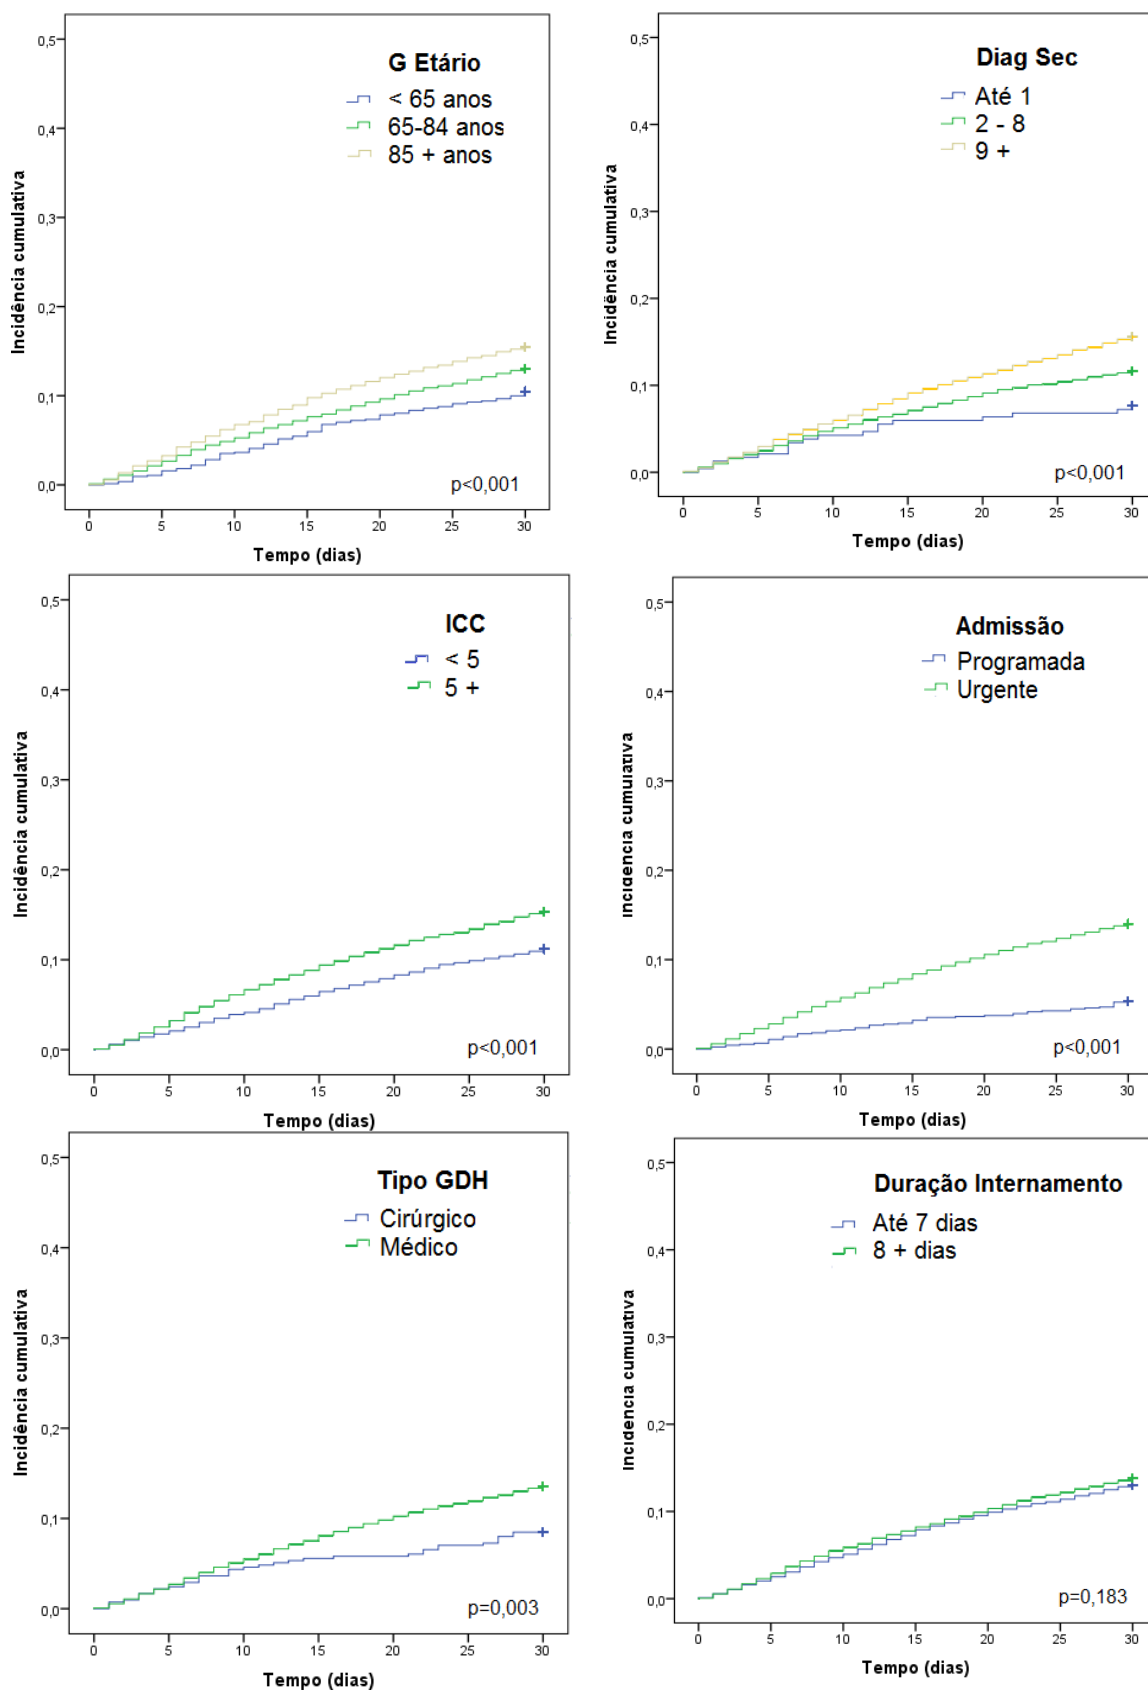 G Etário
< 65 anos
65-84 anos
85 + anos
Incidência cumulativa
0,5
0,4
0,3
0,2
0,1
0,0
p<0,001
0 5 10 15 20 25 30
Tempo (dias)
Diag Sec
Até 1
2 - 8
9 +
Incidência cumulativa
0,5
0,4
0,3
0,2
0,1
0,0
p<0,001
0 5 10 15 20 25 30
Tempo (dias)
ICC
< 5
5 +
Incidência cumulativa
0,5
0,4
0,3
0,2
0,1
0,0
p<0,001
0 5 10 15 20 25 30
Tempo (dias)
Admissão
Programada
Urgente
Incidência cumulativa
0,5
0,4
0,3
0,2
0,1
0,0
p<0,001
0 5 10 15 20 25 30
Tempo (dias)
Tipo GDH
Cirúrgico
Médico
Incidência cumulativa
0,5
0,4
0,3
0,2
0,1
0,0
p=0,003
0 5 10 15 20 25 30
Tempo (dias)
Duração Internamento
Até 7 dias
8 + dias
Incidência cumulativa
0,5
0,4
0,3
0,2
0,1
0,0
p=0,183
0 5 10 15 20 25 30
Tempo (dias)